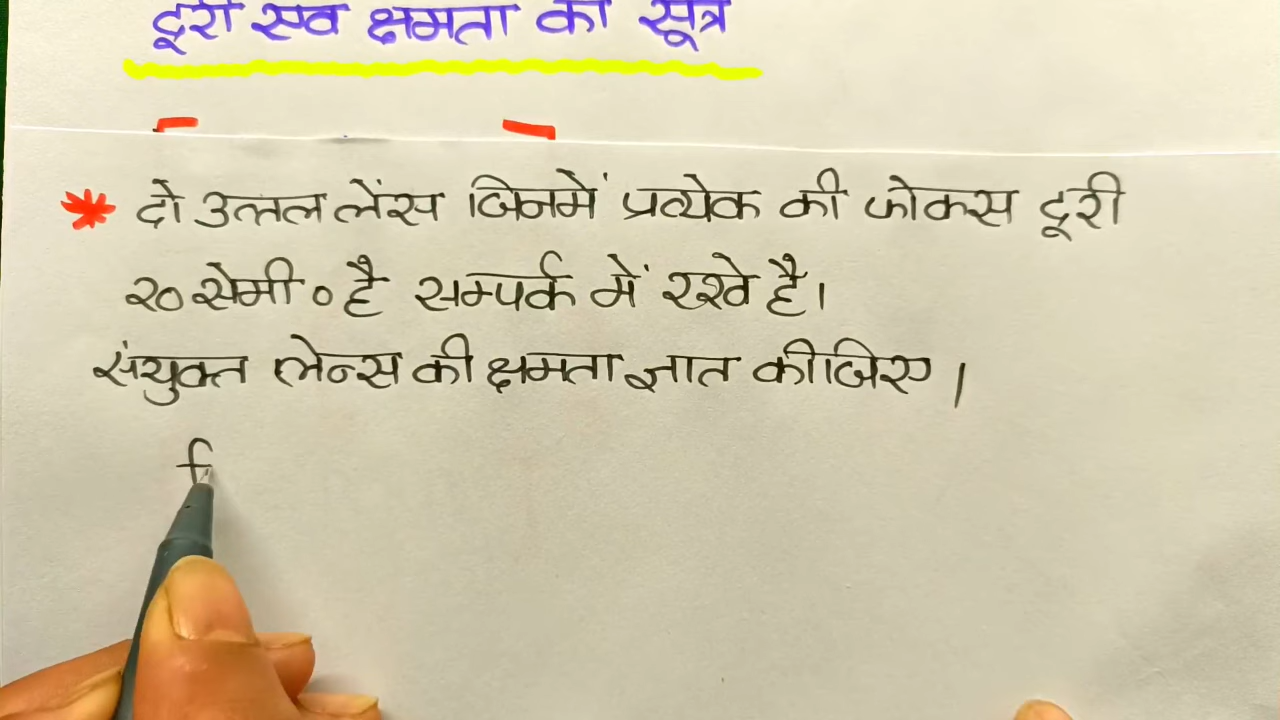 दूरी एवं क्षमता का सूत्र
दो उत्तल लेंस जिनमें प्रत्येक की फोकस दूरी
२० सेमी० है सम्पर्क में रखे है।
संयुक्त लेन्स की क्षमता ज्ञात कीजिए।
f